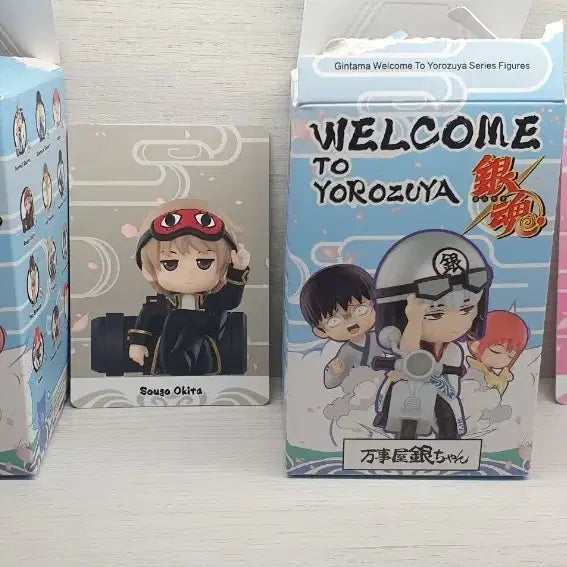 Gintama Welcome To Yorozuya Series Figures
WELCOME
TO
YOROZUYA
銀魂
銀
万事屋銀ちゃん
Sougo Okita